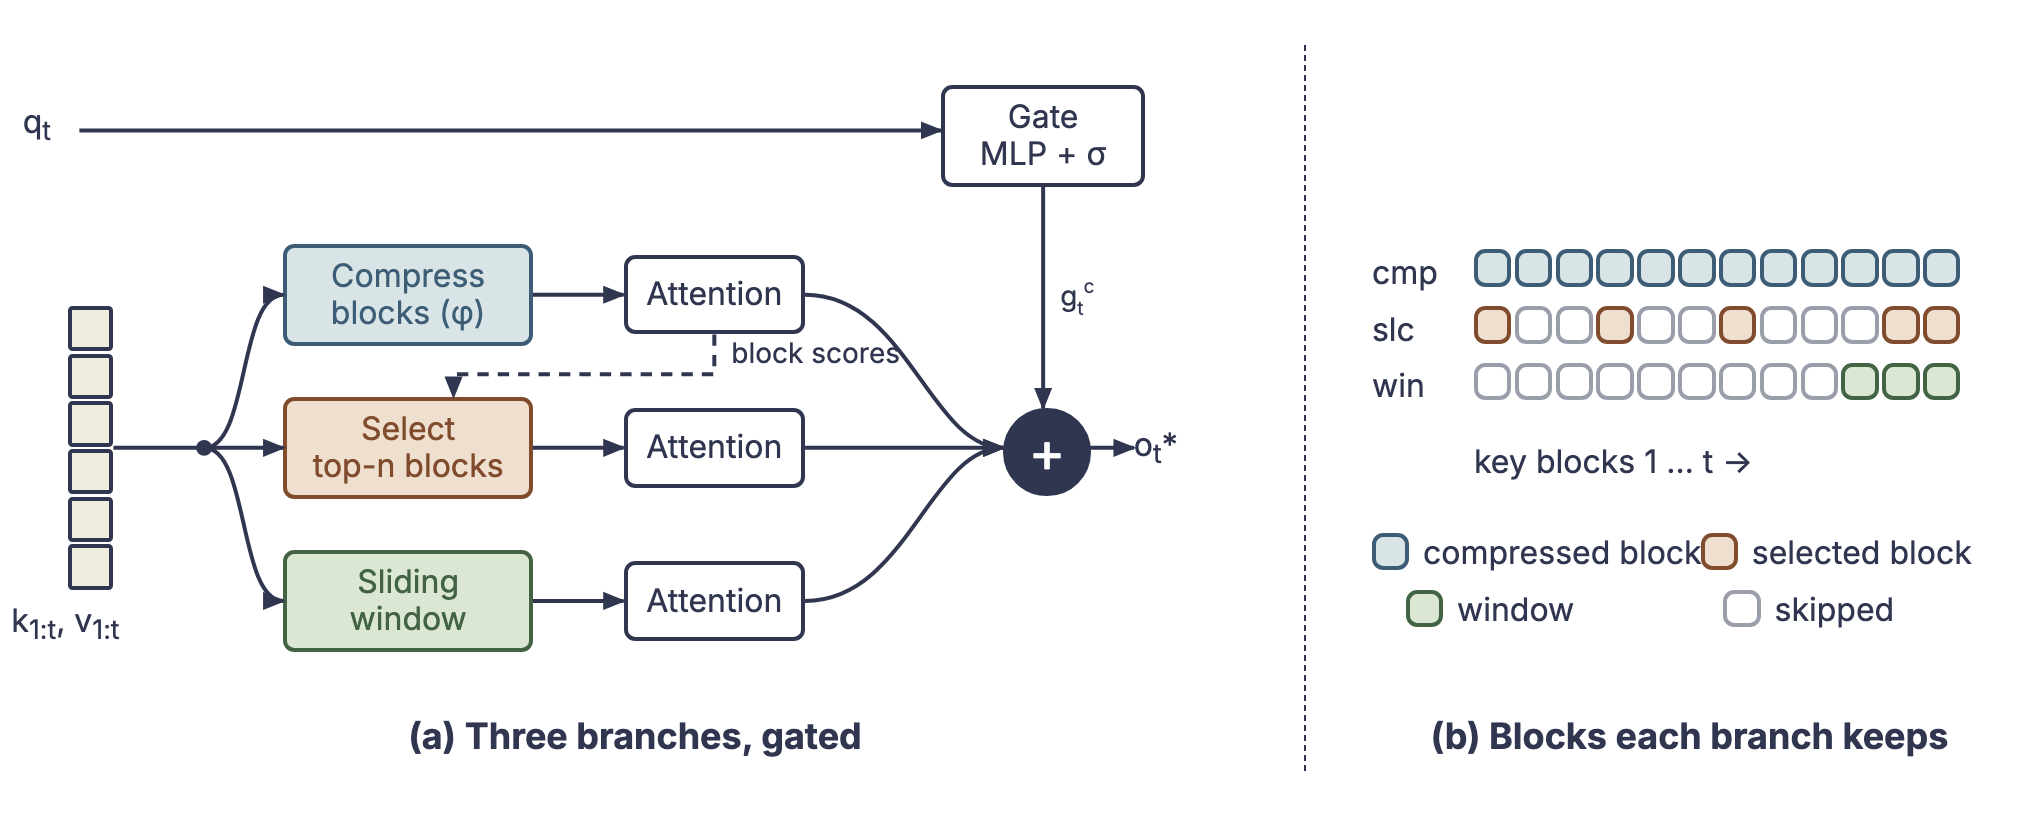 qt
Gate
MLP + σ
gtc
Compress
blocks (φ)
Attention
block scores
Select
top-n blocks
Attention
+
ot*
Sliding
window
Attention
k1:t, v1:t
(a) Three branches, gated
cmp
slc
win
key blocks 1 ... t →
compressed block
selected block
window
skipped
(b) Blocks each branch keeps